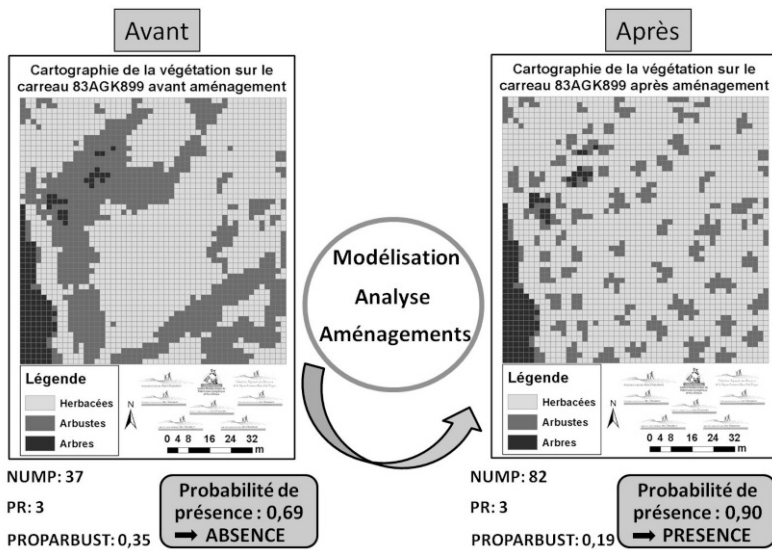 Avant
Cartographie de la végétation sur le
carreau 83AGK899 avant aménagement
Légende
Herbacées
Arbustes
Arbres
N
0 4 8 16 24 32
m
NUMP: 37
PR: 3
PROPARBUST: 0,35
Probabilité de
présence : 0,69
➡ ABSENCE
Modélisation
Analyse
Aménagements
Après
Cartographie de la végétation sur le
carreau 83AGK899 après aménagement
Légende
Herbacées
Arbustes
Arbres
N
0 4 8 16 24 32
m
NUMP: 82
PR: 3
PROPARBUST: 0,19
Probabilité de
présence : 0,90
➡ PRESENCE